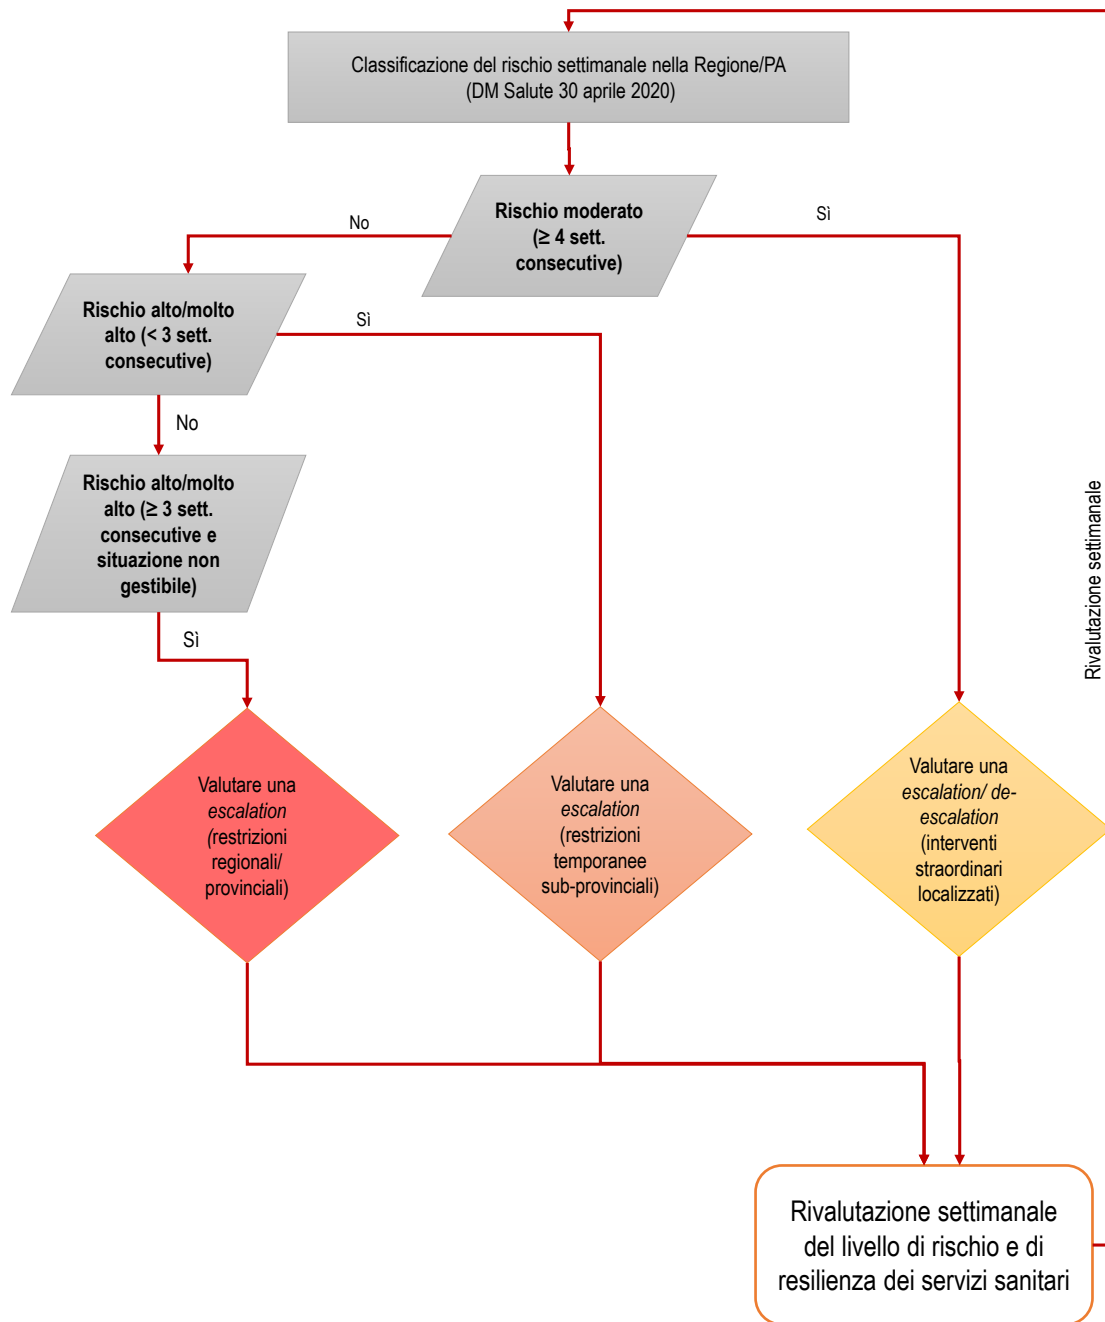 Classificazione del rischio settimanale nella Regione/PA
(DM Salute 30 aprile 2020)
Rischio moderato
(≥ 4 sett.
consecutive)
No
Sì
Rischio alto/molto
alto (< 3 sett.
consecutive)
Sì
No
Rischio alto/molto
alto (≥ 3 sett.
consecutive e
situazione non
gestibile)
Sì
Rivalutazione settimanale
Valutare una
escalation
(restrizioni
regionali/
provinciali)
Valutare una
escalation
(restrizioni
temporanee
sub-provinciali)
Valutare una
escalation/ de-
escalation
(interventi
straordinari
localizzati)
Rivalutazione settimanale
del livello di rischio e di
resilienza dei servizi sanitari